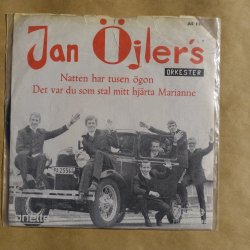 Jan Öjler's
ORKESTER
Natten har tusen ögon
Det var du som stal mitt hjärta Marianne